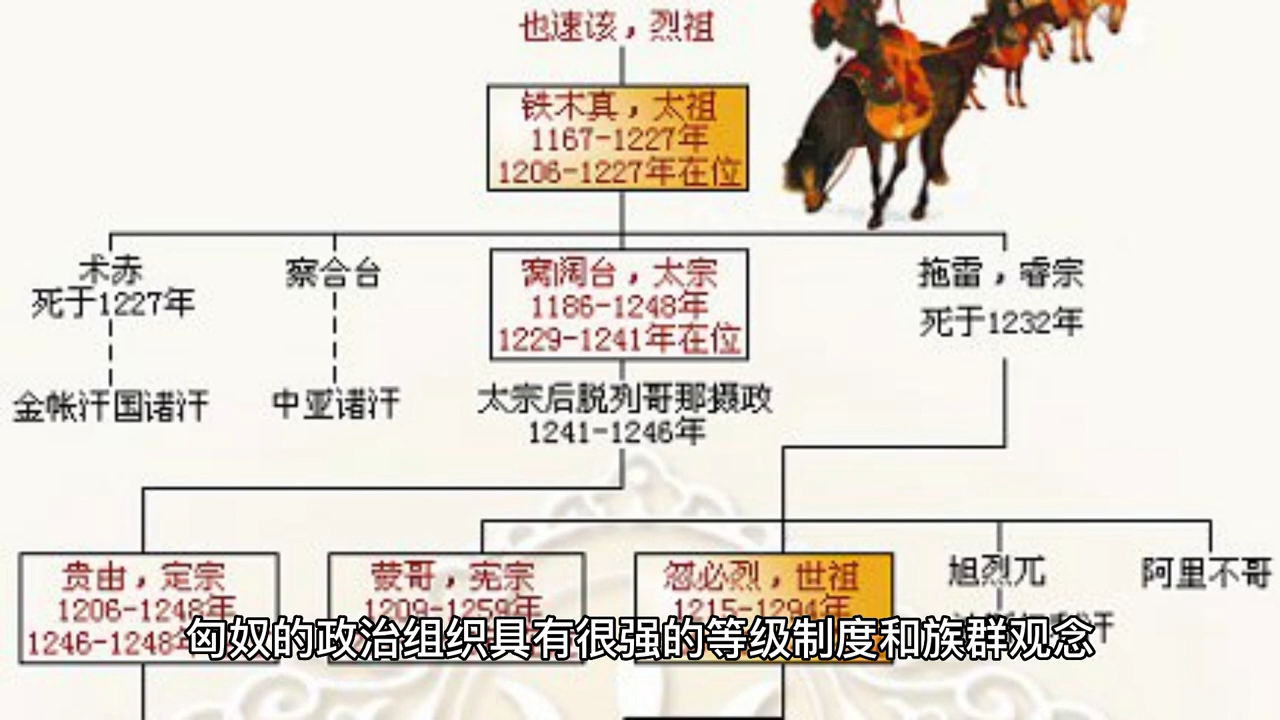 也速该，烈祖
铁木真，太祖
1167-1227年
1206-1227年在位
术赤
死于1227年
察合台
窝阔台，太宗
1186-1248年
1229-1241年在位
拖雷，睿宗
死于1232年
金帐汗国诸汗
中亚诸汗
太宗后脱列哥那摄政
1241-1246年
贵由，定宗
1206-1248年
1246-1248年
蒙哥，宪宗
1209-1259年
忽必烈，世祖
1215-1294年
旭烈兀
阿里不哥
匈奴的政治组织具有很强的等级制度和族群观念